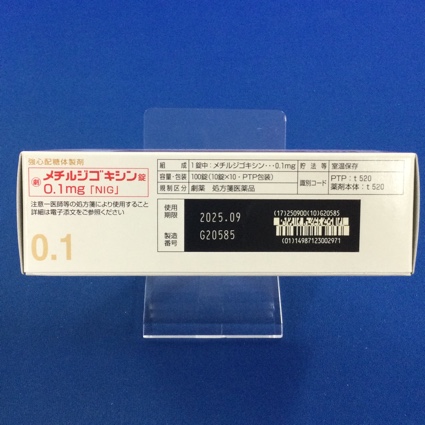 強心配糖体製剤
劇 メチルジゴキシン錠
0.1mg「NIG」
注意－医師等の処方箋により使用すること
詳細は電子添文をご参照ください
0.1
組成 1錠中：メチルジゴキシン･･･0.1mg 貯法等 室温保存
容量・包装 100錠（10錠×10・PTP包装） 識別コード PTP：t 520
規制区分 劇薬 処方箋医薬品 薬剤本体：t 520
使用期限 2025.09
製造番号 G20585
(17)250900(10)G20585
(01)14987123002971